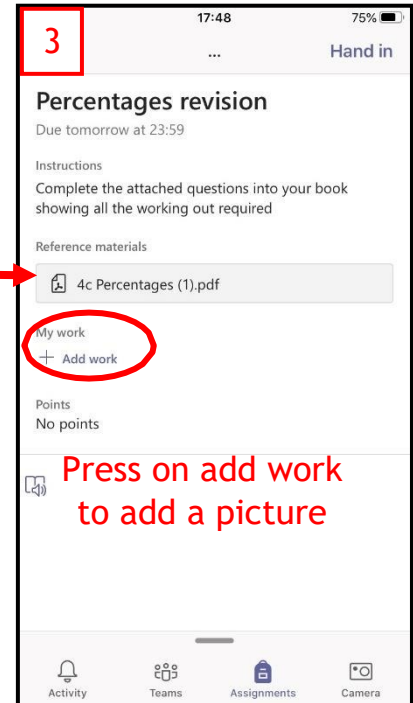 3
17:48
75%
...
Hand in
Percentages revision
Due tomorrow at 23:59
Instructions
Complete the attached questions into your book
showing all the working out required
Reference materials
4c Percentages (1).pdf
My work
+ Add work
Points
No points
Press on add work
to add a picture
Activity
Teams
Assignments
Camera